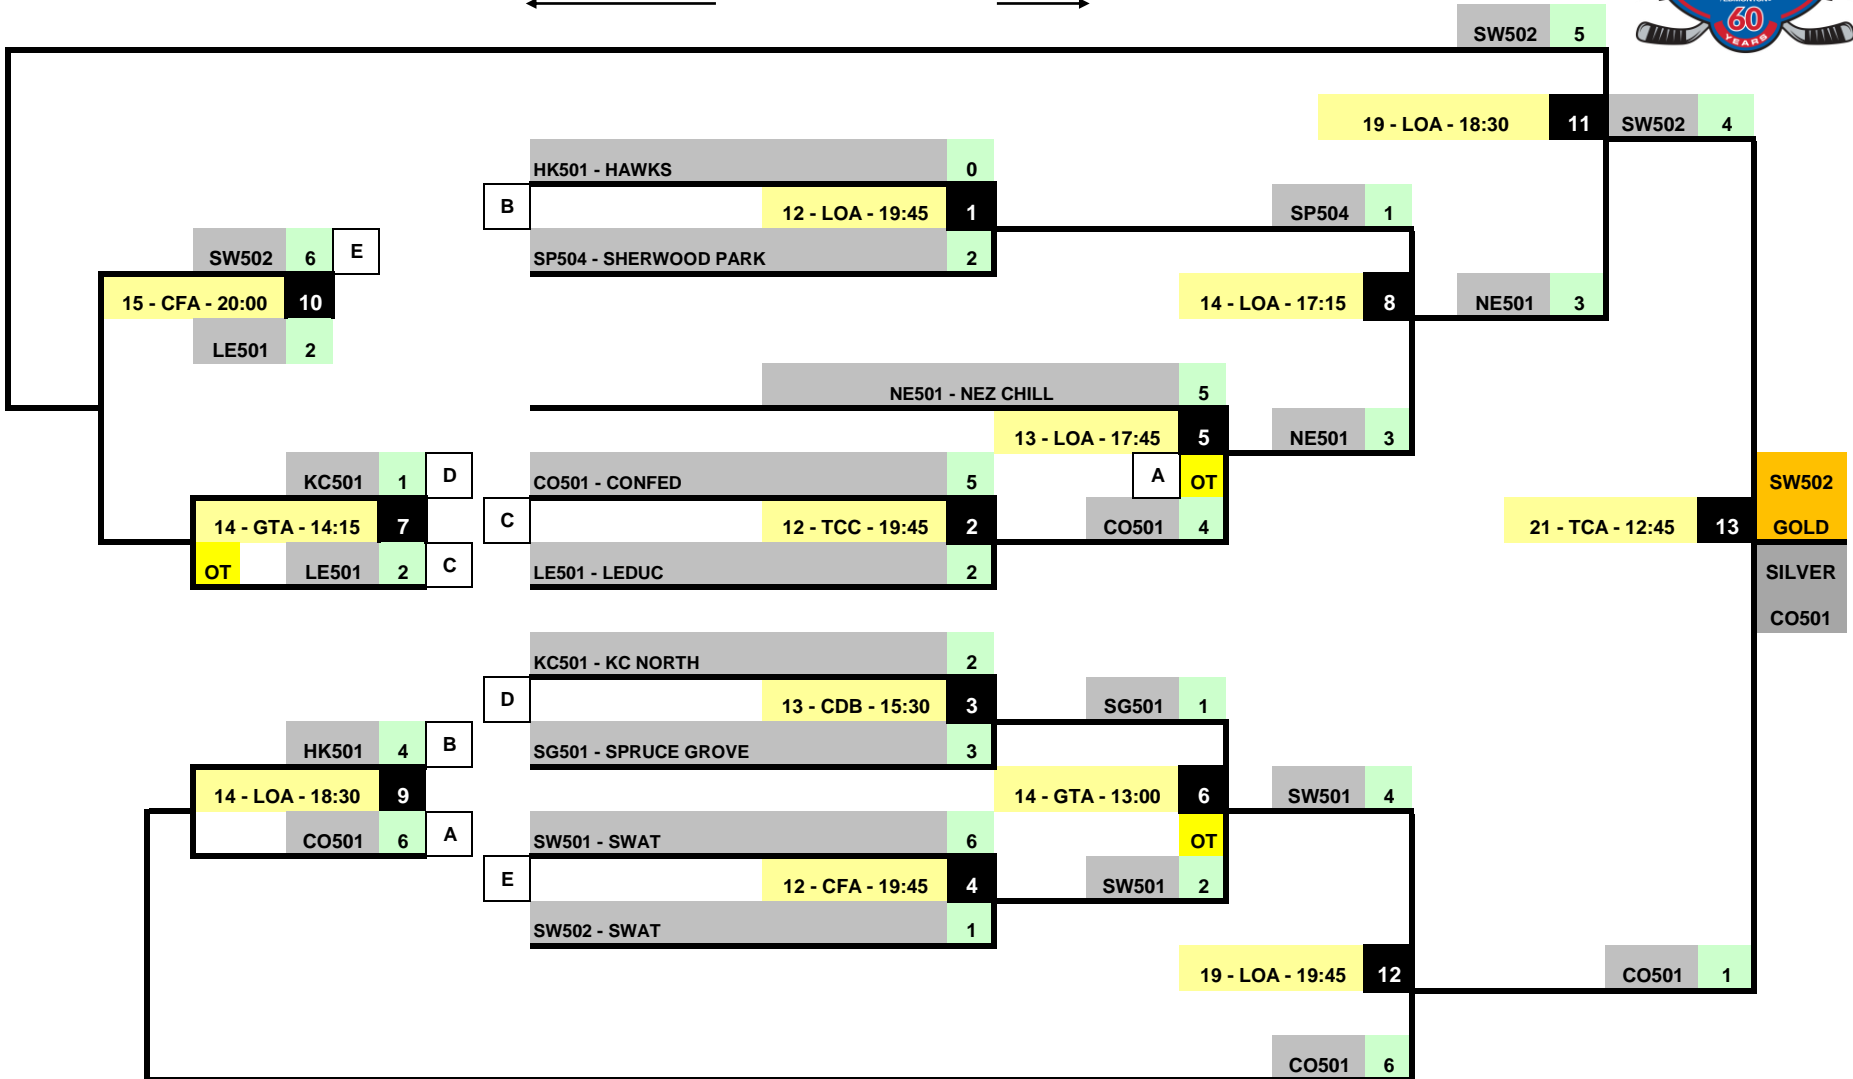 EDMONTON
60
YEARS
SW502 5
19 - LOA - 18:30 11 SW502 4
HK501 - HAWKS 0
B 12 - LOA - 19:45 1 SP504 1
SW502 6 E SP504 - SHERWOOD PARK 2
15 - CFA - 20:00 10 14 - LOA - 17:15 8 NE501 3
LE501 2
NE501 - NEZ CHILL 5
13 - LOA - 17:45 5 NE501 3
KC501 1 D CO501 - CONFED 5 A OT SW502
14 - GTA - 14:15 7 C 12 - TCC - 19:45 2 CO501 4 21 - TCA - 12:45 13 GOLD
OT LE501 2 C LE501 - LEDUC 2 SILVER
CO501
KC501 - KC NORTH 2
D 13 - CDB - 15:30 3 SG501 1
HK501 4 B SG501 - SPRUCE GROVE 3
14 - LOA - 18:30 9 14 - GTA - 13:00 6 SW501 4
CO501 6 A SW501 - SWAT 6 OT
E 12 - CFA - 19:45 4 SW501 2
SW502 - SWAT 1
19 - LOA - 19:45 12 CO501 1
CO501 6